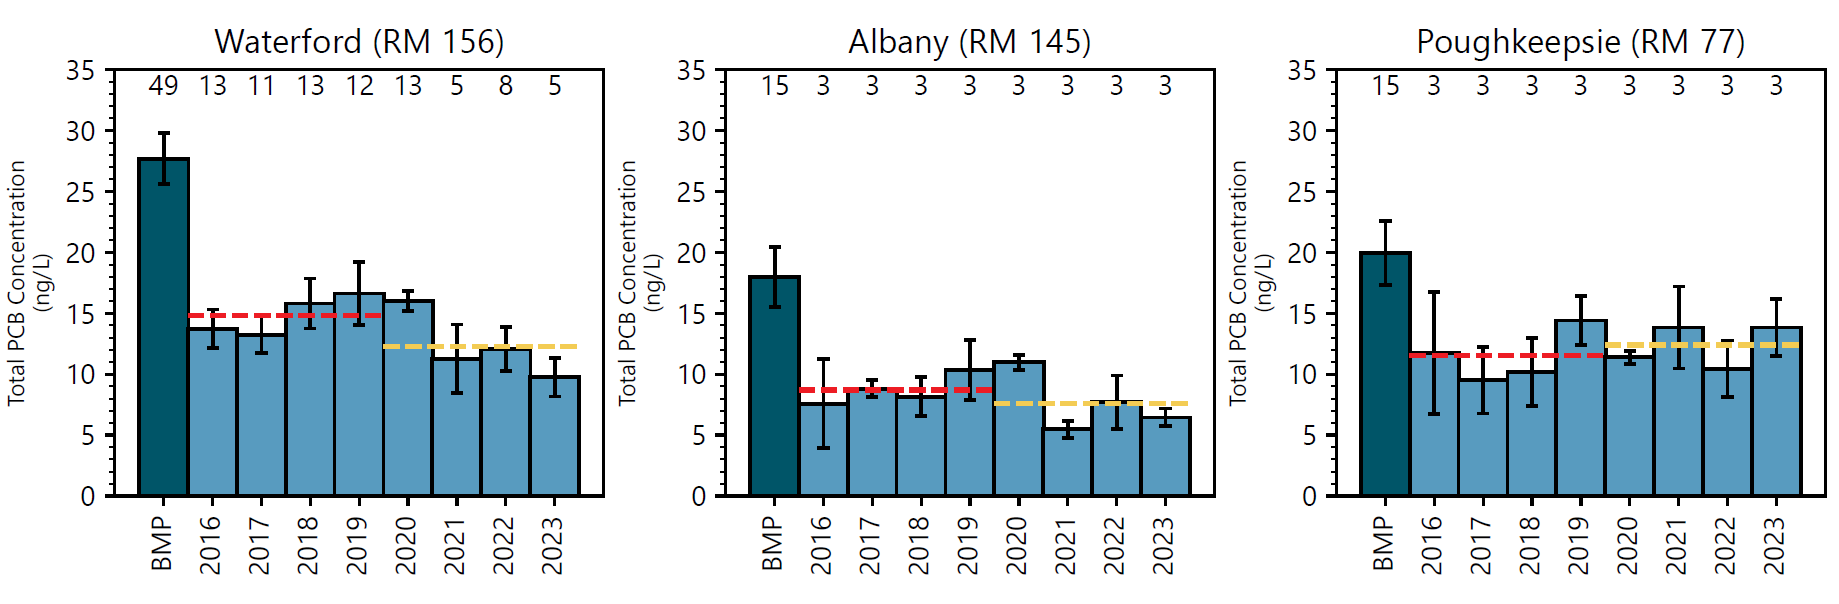 Waterford (RM 156)
Total PCB Concentration
(ng/L)
35
30
25
20
15
10
5
0
49 13 11 13 12 13 5 8 5
BMP 2016 2017 2018 2019 2020 2021 2022 2023
Albany (RM 145)
Total PCB Concentration
(ng/L)
35
30
25
20
15
10
5
0
15 3 3 3 3 3 3 3 3
BMP 2016 2017 2018 2019 2020 2021 2022 2023
Poughkeepsie (RM 77)
Total PCB Concentration
(ng/L)
35
30
25
20
15
10
5
0
15 3 3 3 3 3 3 3 3
BMP 2016 2017 2018 2019 2020 2021 2022 2023